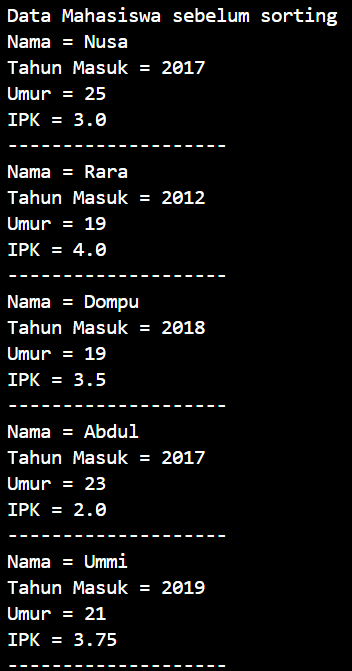 Data Mahasiswa sebelum sorting
Nama = Nusa
Tahun Masuk = 2017
Umur = 25
IPK = 3.0
--------------------
Nama = Rara
Tahun Masuk = 2012
Umur = 19
IPK = 4.0
--------------------
Nama = Dompu
Tahun Masuk = 2018
Umur = 19
IPK = 3.5
--------------------
Nama = Abdul
Tahun Masuk = 2017
Umur = 23
IPK = 2.0
--------------------
Nama = Ummi
Tahun Masuk = 2019
Umur = 21
IPK = 3.75
--------------------